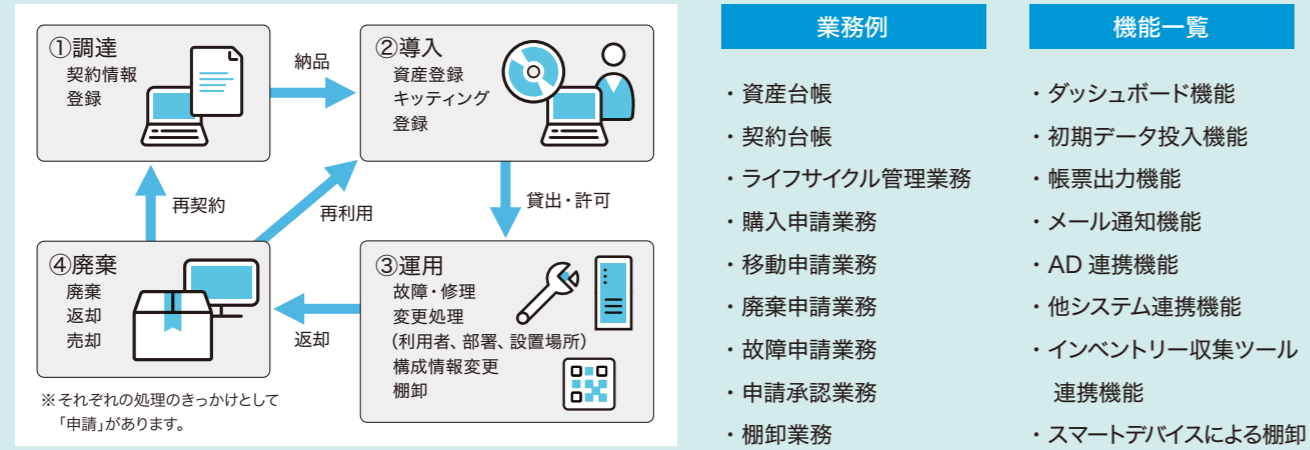 ①調達
契約情報
登録
納品
②導入
資産登録
キッティング
登録
再契約
再利用
貸出・許可
④廃棄
廃棄
返却
売却
返却
③運用
故障・修理
変更処理
(利用者、部署、設置場所)
構成情報変更
棚卸
※それぞれの処理のきっかけとして
「申請」があります。
業務例
・資産台帳
・契約台帳
・ライフサイクル管理業務
・購入申請業務
・移動申請業務
・廃棄申請業務
・故障申請業務
・申請承認業務
・棚卸業務
機能一覧
・ダッシュボード機能
・初期データ投入機能
・帳票出力機能
・メール通知機能
・AD 連携機能
・他システム連携機能
・インベントリー収集ツール
連携機能
・スマートデバイスによる棚卸